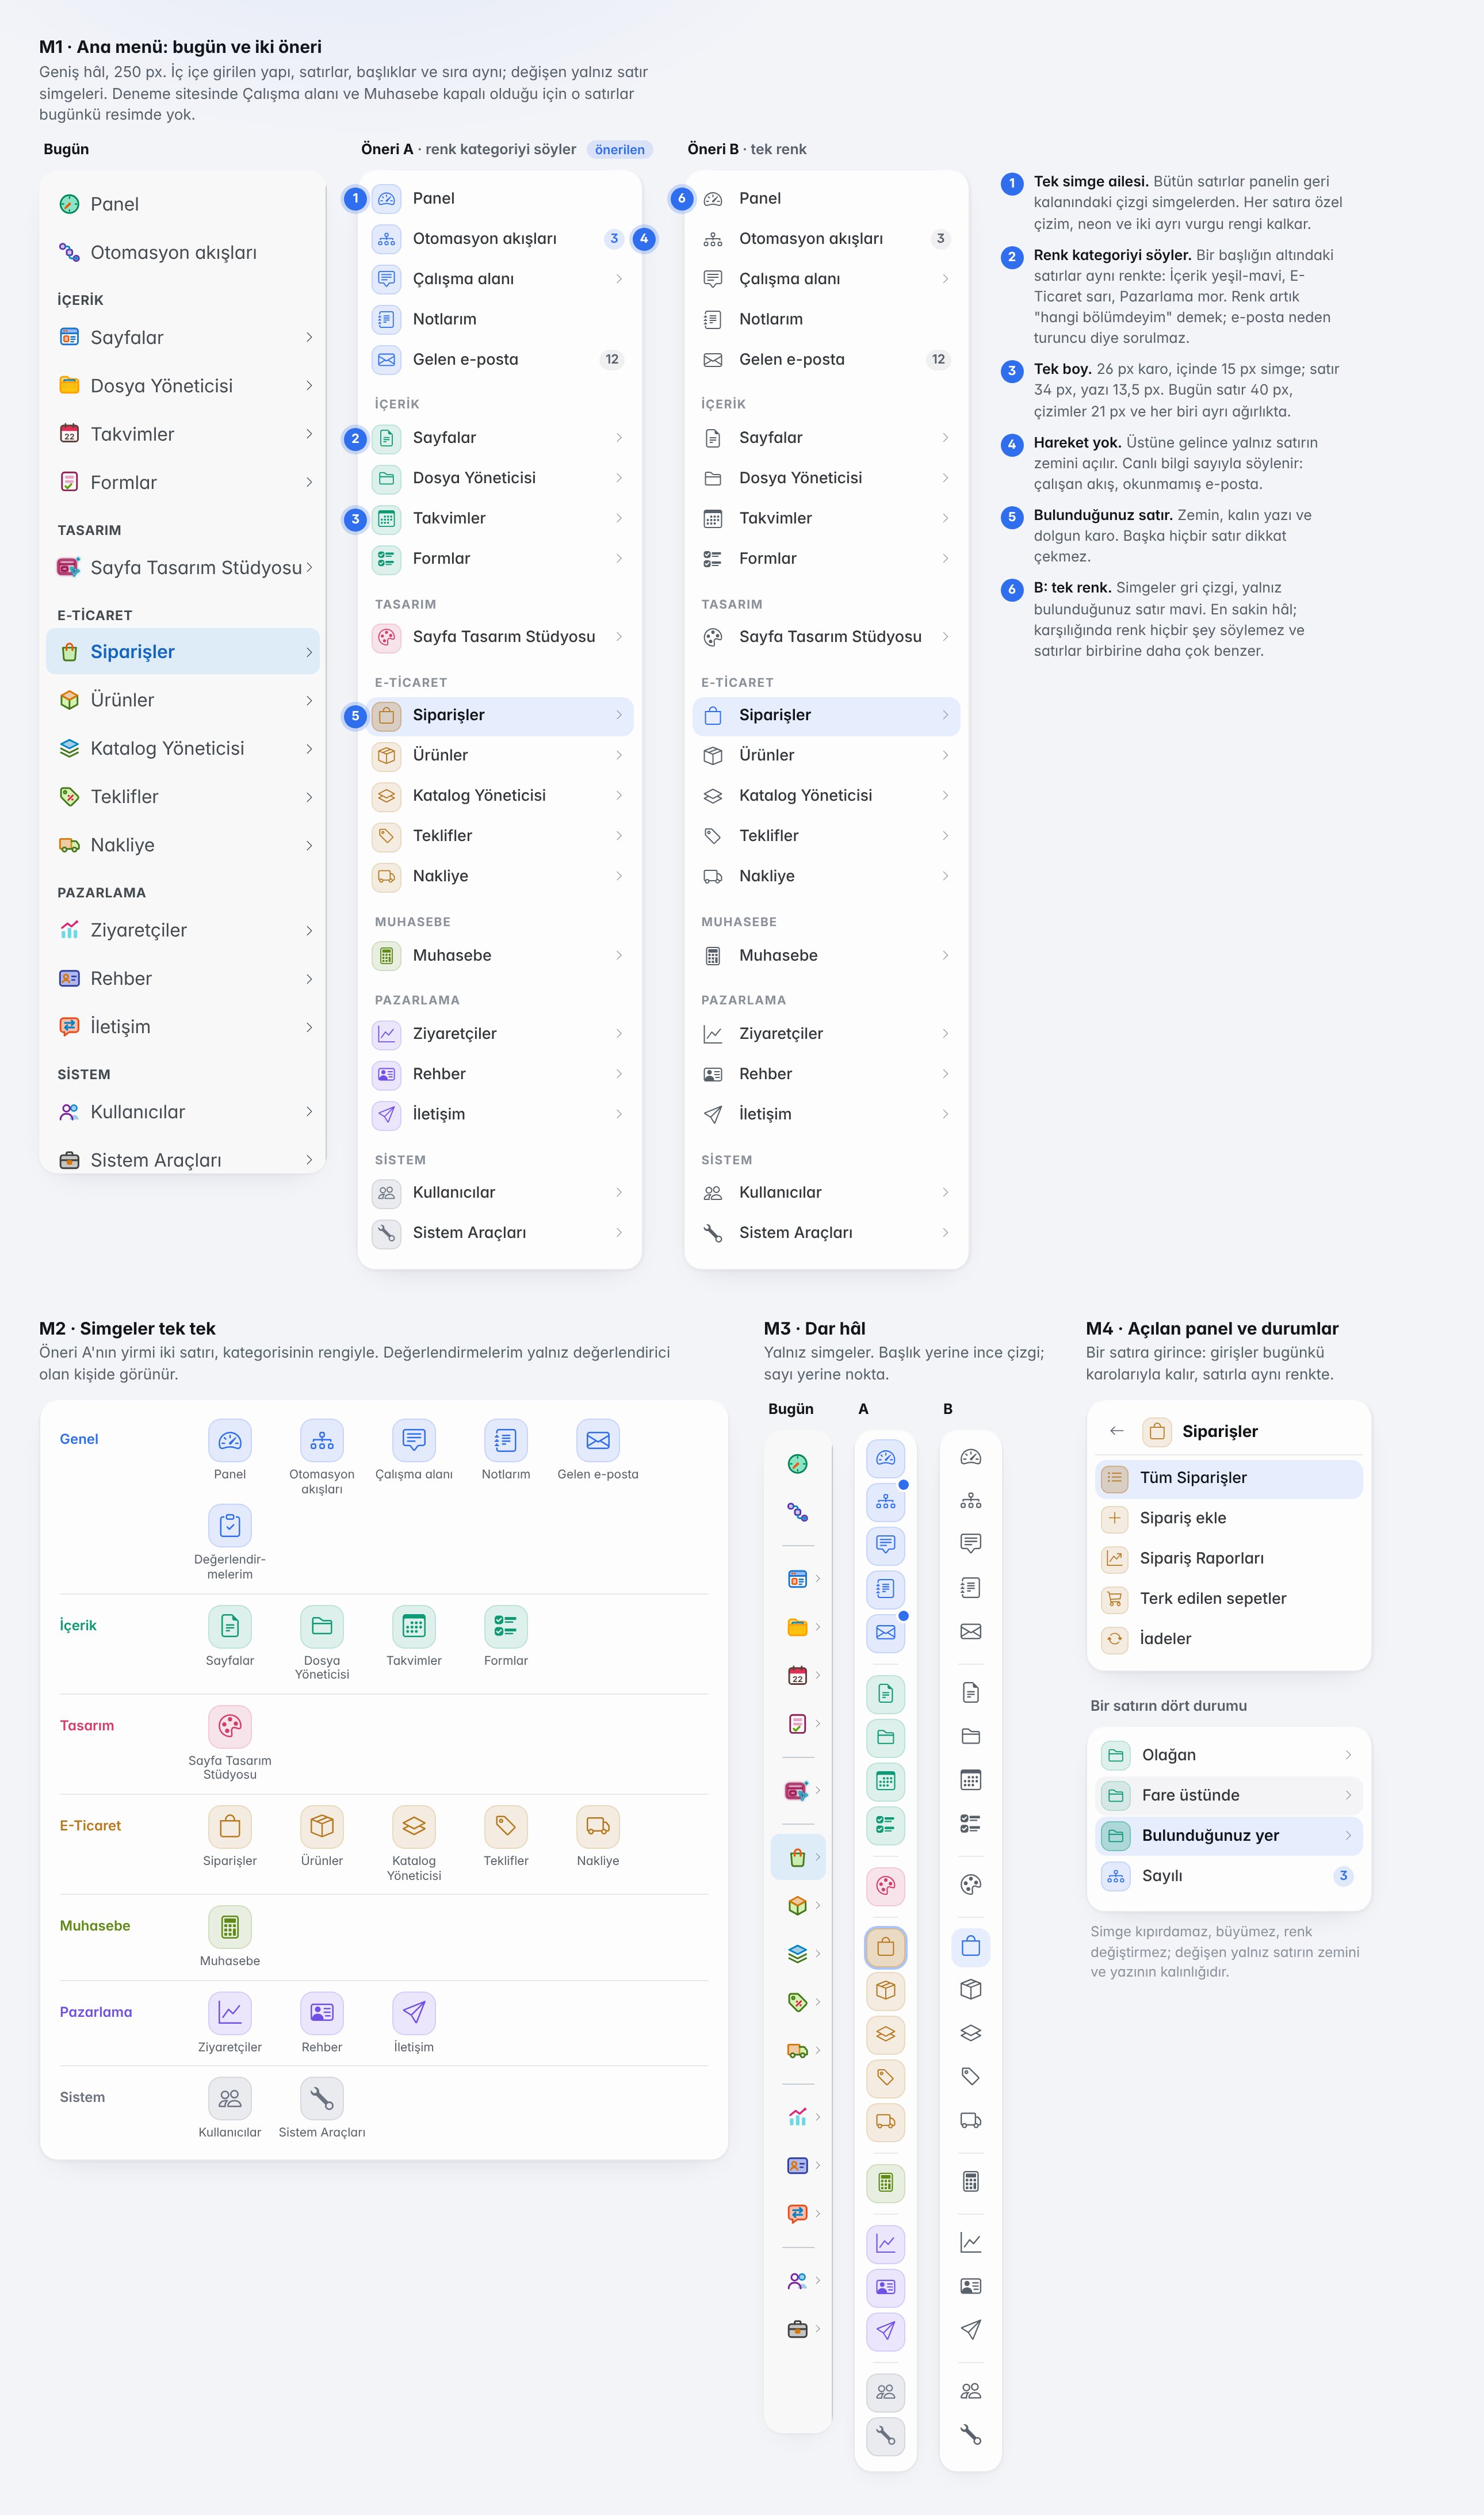 M1 · Ana menü: bugün ve iki öneri
Geniş hâl, 250 px. İç içe girilen yapı, satırlar, başlıklar ve sıra aynı; değişen yalnız satır
simgeleri. Deneme sitesinde Çalışma alanı ve Muhasebe kapalı olduğu için o satırlar
bugünkü resimde yok.
Bugün
Panel
Otomasyon akışları
İÇERİK
Sayfalar
Dosya Yöneticisi
22
Takvimler
Formlar
TASARIM
Sayfa Tasarım Stüdyosu
E-TİCARET
Siparişler
Ürünler
Katalog Yöneticisi
Teklifler
Nakliye
PAZARLAMA
Ziyaretçiler
Rehber
İletişim
SİSTEM
Kullanıcılar
Sistem Araçları
Öneri A · renk kategoriyi söyler önerilen
1 Panel
Otomasyon akışları 3 4
Çalışma alanı
Notlarım
Gelen e-posta 12
İÇERİK
2 Sayfalar
Dosya Yöneticisi
3 Takvimler
Formlar
TASARIM
Sayfa Tasarım Stüdyosu
E-TİCARET
5 Siparişler
Ürünler
Katalog Yöneticisi
Teklifler
Nakliye
MUHASEBE
Muhasebe
PAZARLAMA
Ziyaretçiler
Rehber
İletişim
SİSTEM
Kullanıcılar
Sistem Araçları
Öneri B · tek renk
6 Panel
Otomasyon akışları 3
Çalışma alanı
Notlarım
Gelen e-posta 12
İÇERİK
Sayfalar
Dosya Yöneticisi
Takvimler
Formlar
TASARIM
Sayfa Tasarım Stüdyosu
E-TİCARET
Siparişler
Ürünler
Katalog Yöneticisi
Teklifler
Nakliye
MUHASEBE
Muhasebe
PAZARLAMA
Ziyaretçiler
Rehber
İletişim
SİSTEM
Kullanıcılar
Sistem Araçları
1 Tek simge ailesi. Bütün satırlar panelin geri
kalanındaki çizgi simgelerden. Her satıra özel
çizim, neon ve iki ayrı vurgu rengi kalkar.
2 Renk kategoriyi söyler. Bir başlığın altındaki
satırlar aynı renkte: İçerik yeşil-mavi, E-
Ticaret sarı, Pazarlama mor. Renk artık
"hangi bölümdeyim" demek; e-posta neden
turuncu diye sorulmaz.
3 Tek boy. 26 px karo, içinde 15 px simge; satır
34 px, yazı 13,5 px. Bugün satır 40 px,
çizimler 21 px ve her biri ayrı ağırlıkta.
4 Hareket yok. Üstüne gelince yalnız satırın
zemini açılır. Canlı bilgi sayıyla söylenir:
çalışan akış, okunmamış e-posta.
5 Bulunduğunuz satır. Zemin, kalın yazı ve
dolgun karo. Başka hiçbir satır dikkat
çekmez.
6 B: tek renk. Simgeler gri çizgi, yalnız
bulunduğunuz satır mavi. En sakin hâl;
karşılığında renk hiçbir şey söylemez ve
satırlar birbirine daha çok benzer.
M2 · Simgeler tek tek
Öneri A'nın yirmi iki satırı, kategorisinin rengiyle. Değerlendirmelerim yalnız değerlendirici
olan kişide görünür.
Genel
Panel
Otomasyon
akışları
Çalışma alanı
Notlarım
Gelen e-posta
Değerlendir-
melerim
İçerik
Sayfalar
Dosya
Yöneticisi
Takvimler
Formlar
Tasarım
Sayfa Tasarım
Stüdyosu
E-Ticaret
Siparişler
Ürünler
Katalog
Yöneticisi
Teklifler
Nakliye
Muhasebe
Muhasebe
Pazarlama
Ziyaretçiler
Rehber
İletişim
Sistem
Kullanıcılar
Sistem Araçları
M3 · Dar hâl
Yalnız simgeler. Başlık yerine ince çizgi;
sayı yerine nokta.
Bugün
A
B
22
M4 · Açılan panel ve durumlar
Bir satıra girince: girişler bugünkü
karolarıyla kalır, satırla aynı renkte.
Siparişler
Tüm Siparişler
Sipariş ekle
Sipariş Raporları
Terk edilen sepetler
İadeler
Bir satırın dört durumu
Olağan
Fare üstünde
Bulunduğunuz yer
Sayılı 3
Simge kıpırdamaz, büyümez, renk
değiştirmez; değişen yalnız satırın zemini
ve yazının kalınlığıdır.